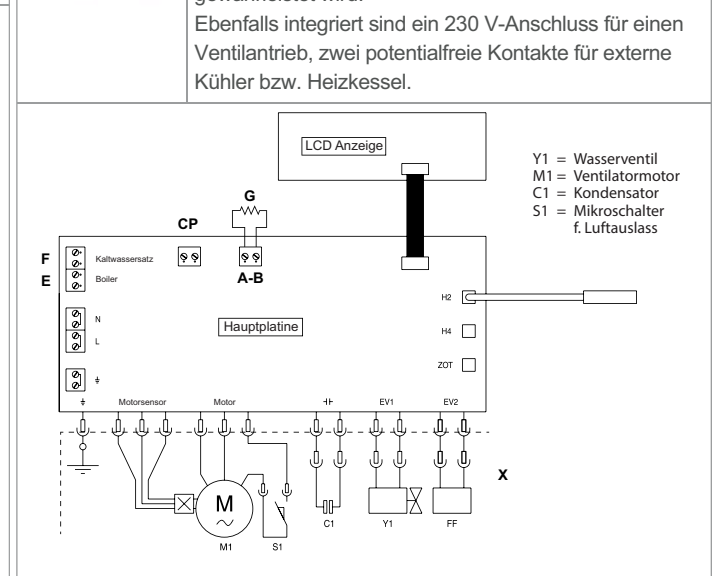 Ebenfalls integriert sind ein 230 V-Anschluss für einen
Ventilantrieb, zwei potentialfreie Kontakte für externe
Kühler bzw. Heizkessel.
LCD Anzeige
Y1 = Wasserventil
M1 = Ventilatormotor
C1 = Kondensator
S1 = Mikroschalter
f. Luftauslass
G
CP
F Kaltwassersatz
E Boiler
A-B
H2
N
Hauptplatine
L
H4
ZOT
Motorsensor Motor EV1 EV2
X
M
M1 S1 C1 Y1 FF